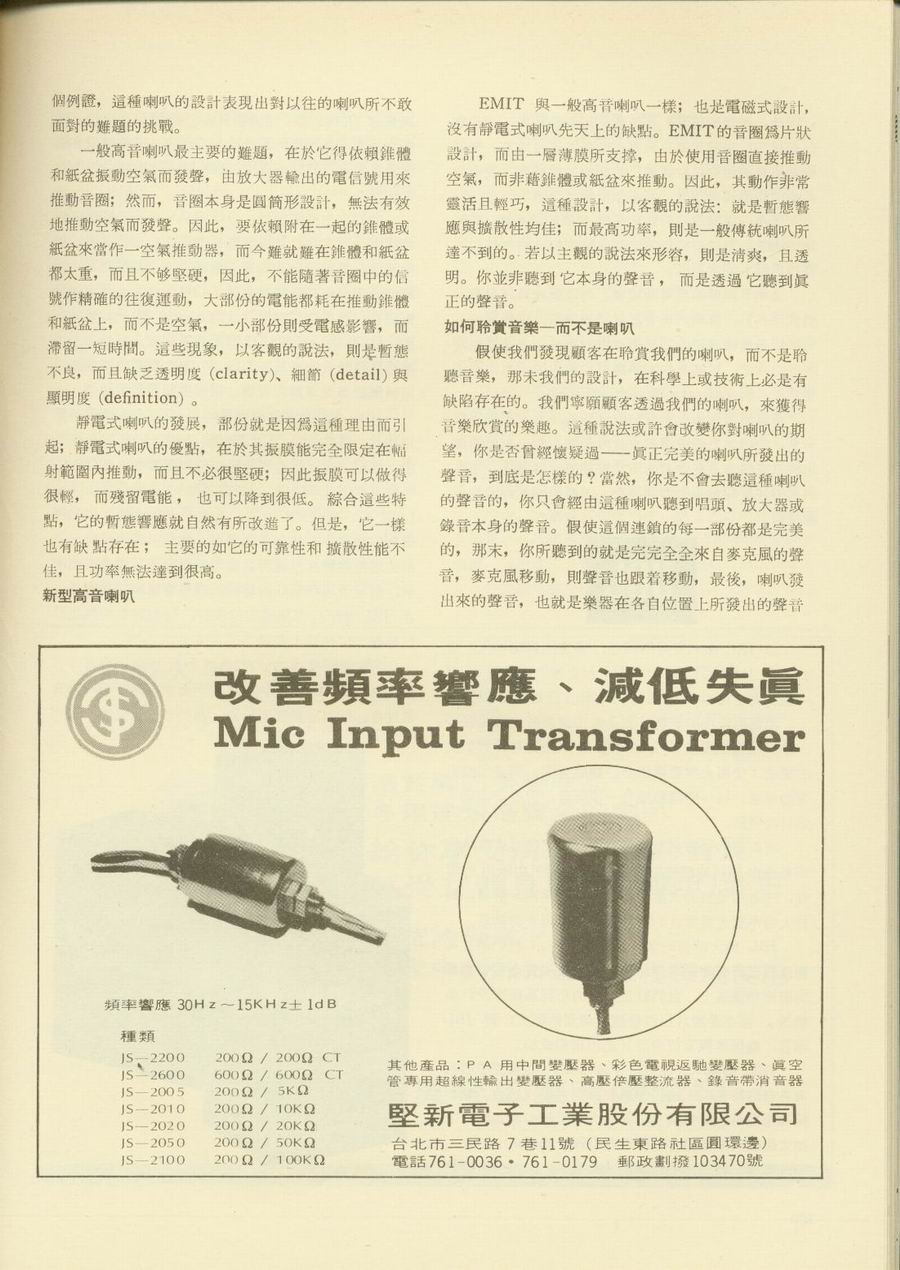 個例證，這種喇叭的設計表現出對以往的喇叭所不敢
面對的難題的挑戰。
一般高音喇叭最主要的難題，在於它得依賴錐體
和紙盆振動空氣而發聲，由放大器輸出的電信號用來
推動音圈；然而，音圈本身是圓筒形設計，無法有效
地推動空氣而發聲。因此，要依賴附在一起的錐體或
紙盆來當作一空氣推動器，而今難就難在錐體和紙盆
都太重，而且不够堅硬，因此，不能隨著音圈中的信
號作精確的往復運動，大部份的電能都耗在推動錐體
和紙盆上，而不是空氣，一小部份則受電感影響，而
滯留一短時間。這些現象，以客觀的說法，則是暫態
不良，而且缺乏透明度 (clarity)、細節 (detail) 與
顯明度 (definition) 。
靜電式喇叭的發展，部份就是因爲這種理由而引
起；靜電式喇叭的優點，在於其振膜能完全限定在幅
射範圍內推動，而且不必很堅硬；因此振膜可以做得
很輕，而殘留電能，也可以降到很低。綜合這些特
點，它的暫態響應就自然有所改進了。但是，它一樣
也有缺點存在；主要的如它的可靠性和擴散性能不
佳，且功率無法達到很高。
新型高音喇叭
EMIT 與一般高音喇叭一樣；也是電磁式設計，
沒有靜電式喇叭先天上的缺點。EMIT的音圈爲片狀
設計，而由一層薄膜所支撐，由於使用音圈直接推動
空氣，而非藉錐體或紙盆來推動。因此，其動作非常
靈活且輕巧，這種設計，以客觀的說法：就是暫態響
應與擴散性均佳；而最高功率，則是一般傳統喇叭所
達不到的。若以主觀的說法來形容，則是淸爽，且透
明。你並非聽到它本身的聲音，而是透過它聽到眞
正的聲音。
如何聆賞音樂—而不是喇叭
假使我們發現顧客在聆賞我們的喇叭，而不是聆
聽音樂，那未我們的設計，在科學上或技術上必是有
缺陷存在的。我們寧願顧客透過我們的喇叭，來獲得
音樂欣賞的樂趣。這種說法或許會改變你對喇叭的期
望，你是否曾經懷疑過——眞正完美的喇叭所發出的
聲音，到底是怎樣的？當然，你是不會去聽這種喇叭
的聲音的，你只會經由這種喇叭聽到唱頭、放大器或
錄音本身的聲音。假使這個連鎖的每一部份都是完美
的，那末，你所聽到的就是完完全全來自麥克風的聲
音，麥克風移動，則聲音也跟着移動，最後，喇叭發
出來的聲音，也就是樂器在各自位置上所發出的聲音
改善頻率響應、減低失眞
Mic Input Transformer
頻率響應 30Hz～15KHz± 1dB
種類
JS—2200 200Ω / 200Ω CT
JS—2600 600Ω / 600Ω CT
JS—2005 200Ω / 5KΩ
JS—2010 200Ω / 10KΩ
JS—2020 200Ω / 20KΩ
JS—2050 200Ω / 50KΩ
JS—2100 200Ω / 100KΩ
其他產品：PA 用中間變壓器、彩色電視返馳變壓器、眞空
管專用超線性輸出變壓器、高壓倍壓整流器、錄音帶消音器
堅新電子工業股份有限公司
台北市三民路 7 巷11號（民生東路社區圓環邊）
電話761-0036•761-0179 郵政劃撥103470號